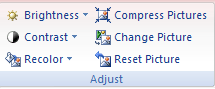 Brightness Compress Pictures
Contrast Change Picture
Recolor Reset Picture
Adjust